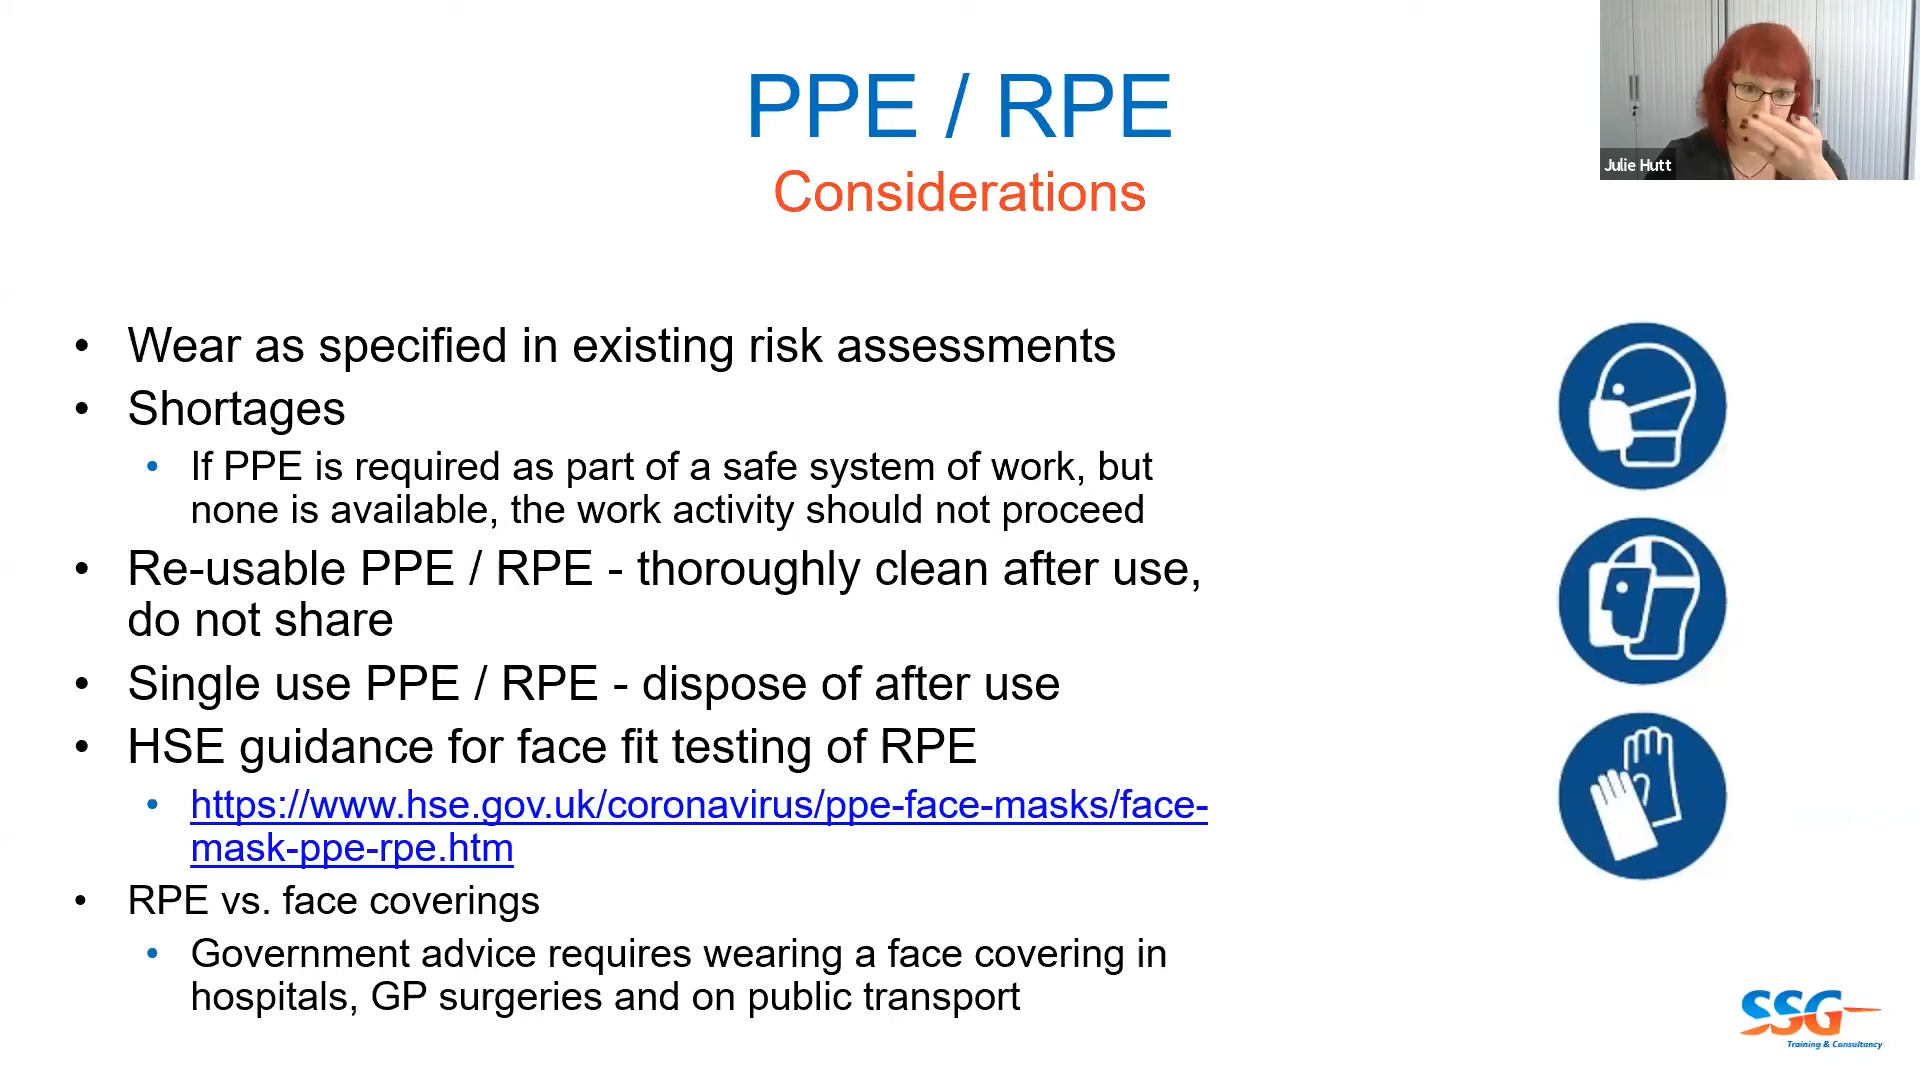 PPE / RPE
Considerations
Julie Hutt
• Wear as specified in existing risk assessments
• Shortages
• If PPE is required as part of a safe system of work, but
none is available, the work activity should not proceed
• Re-usable PPE / RPE - thoroughly clean after use,
do not share
• Single use PPE / RPE - dispose of after use
• HSE guidance for face fit testing of RPE
• https://www.hse.gov.uk/coronavirus/ppe-face-masks/face-
mask-ppe-rpe.htm
• RPE vs. face coverings
• Government advice requires wearing a face covering in
hospitals, GP surgeries and on public transport
SSG
Training & Consultancy